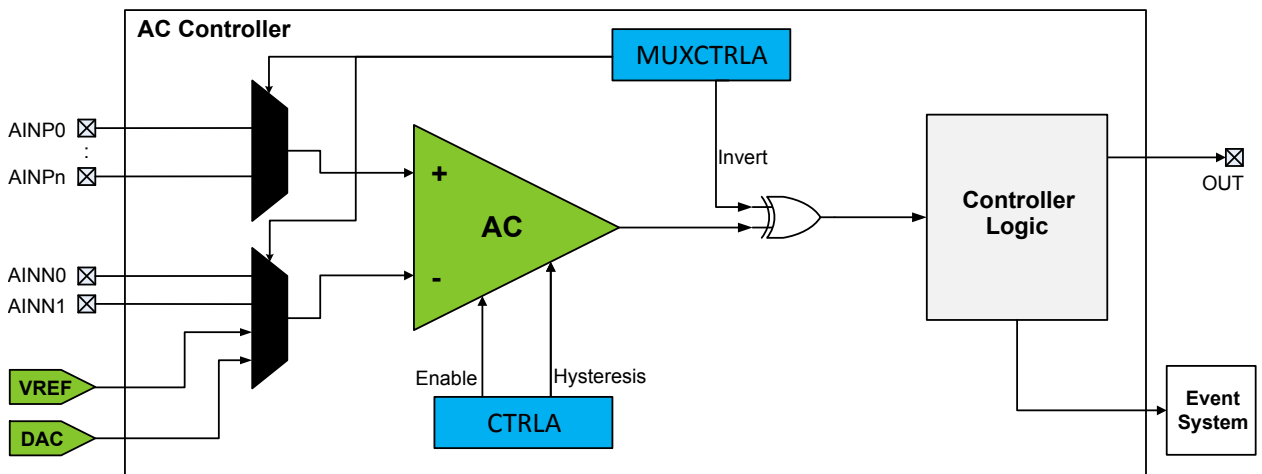 AC Controller
MUXCTRLA
AINP0
:
AINPn
Invert
+
AC
-
Controller
Logic
OUT
AINN0
AINN1
VREF
DAC
Enable
Hysteresis
CTRLA
Event
System